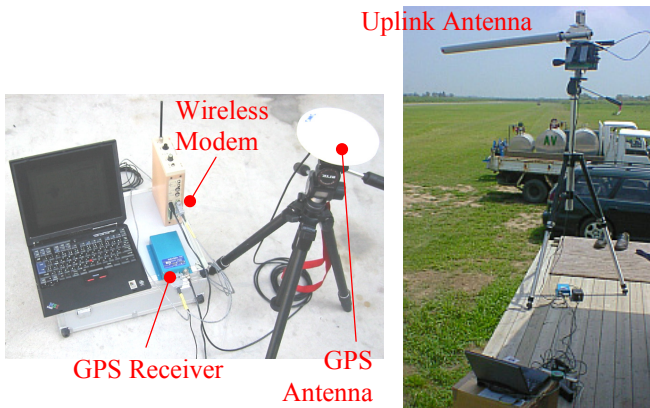 Uplink Antenna
Wireless
Modem
GPS Receiver
GPS
Antenna
AV